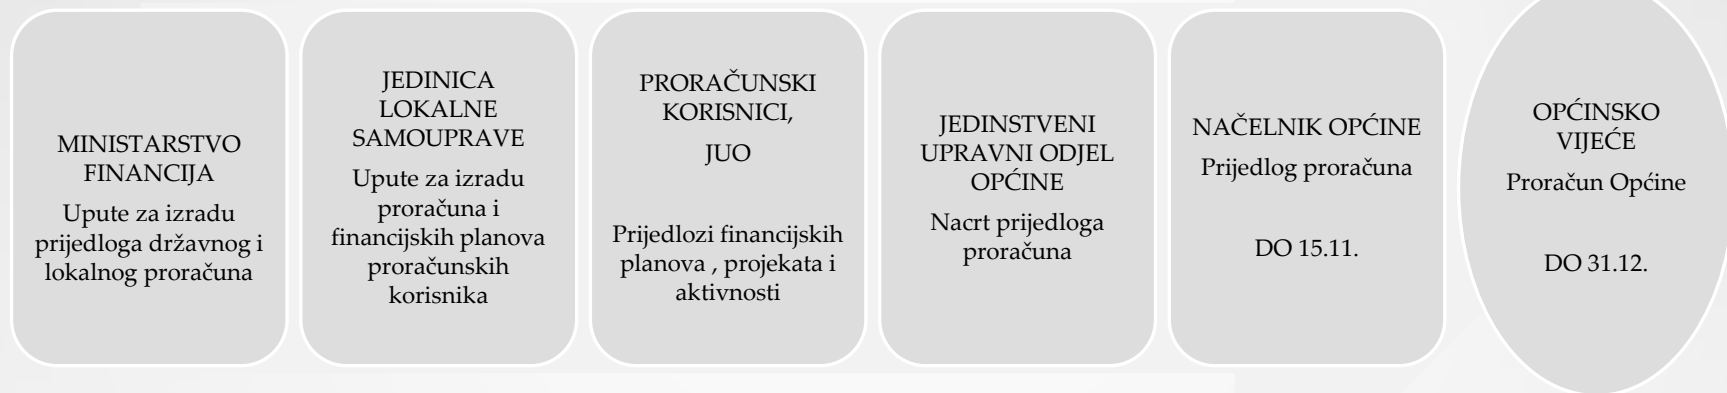 MINISTARSTVO
FINANCIJA
Upute za izradu
prijedloga državnog i
lokalnog proračuna
JEDINICA
LOKALNE
SAMOUPRAVE
Upute za izradu
proračuna i
financijskih planova
proračunskih
korisnika
PRORAČUNSKI
KORISNICI,
JUO
Prijedlozi financijskih
planova , projekata i
aktivnosti
JEDINSTVENI
UPRAVNI ODJEL
OPĆINE
Nacrt prijedloga
proračuna
NAČELNIK OPĆINE
Prijedlog proračuna
DO 15.11.
OPĆINSKO
VIJEĆE
Proračun Općine
DO 31.12.